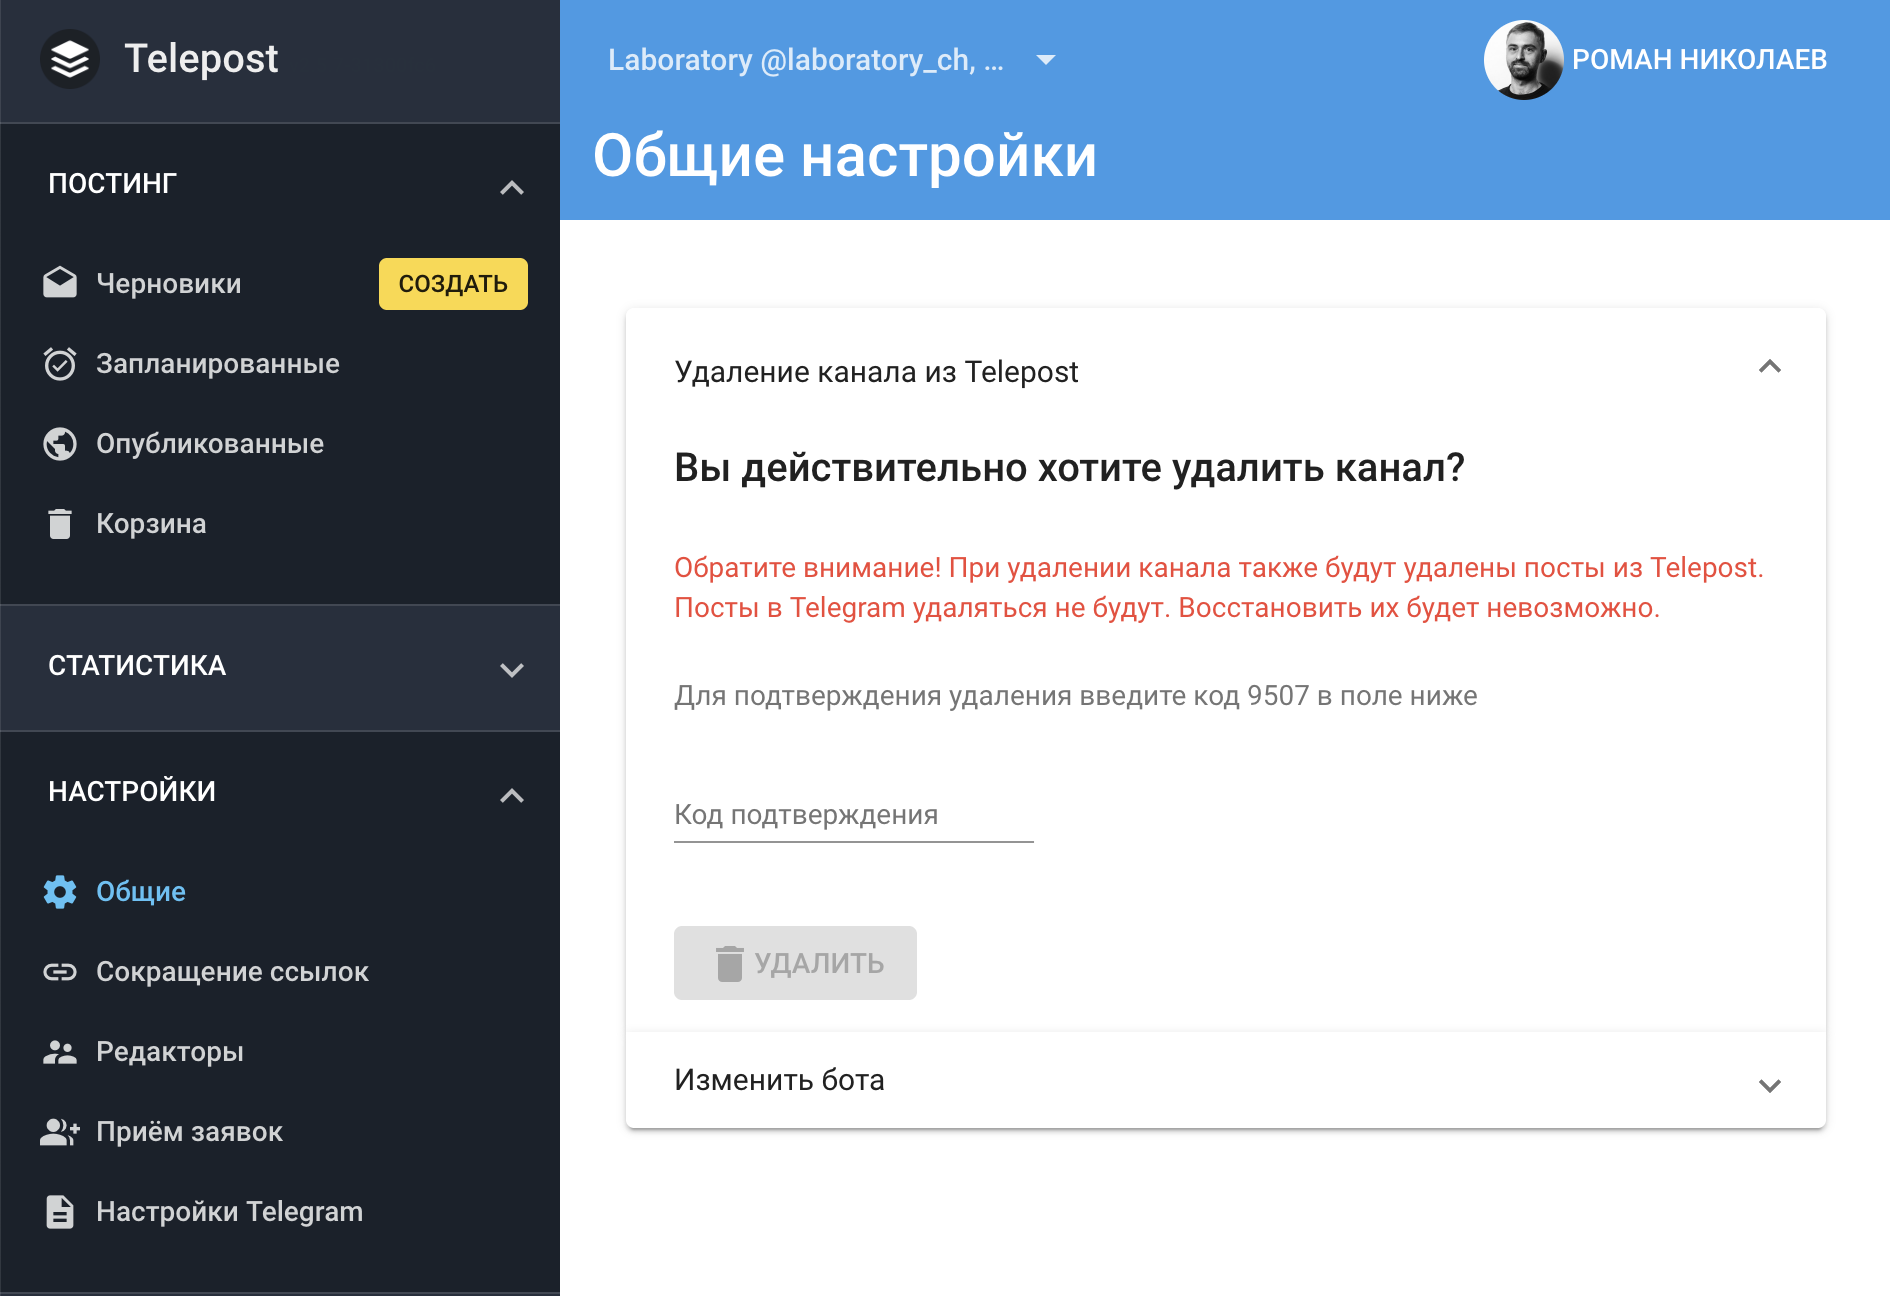 Telepost
ПОСТИНГ
Черновики
СОЗДАТЬ
Запланированные
Опубликованные
Корзина
СТАТИСТИКА
НАСТРОЙКИ
Общие
Сокращение ссылок
Редакторы
Приём заявок
Настройки Telegram
Laboratory @laboratory_ch, ...
РОМАН НИКОЛАЕВ
Общие настройки
Удаление канала из Telepost
Вы действительно хотите удалить канал?
Обратите внимание! При удалении канала также будут удалены посты из Telepost.
Посты в Telegram удаляться не будут. Восстановить их будет невозможно.
Для подтверждения удаления введите код 9507 в поле ниже
Код подтверждения
УДАЛИТЬ
Изменить бота